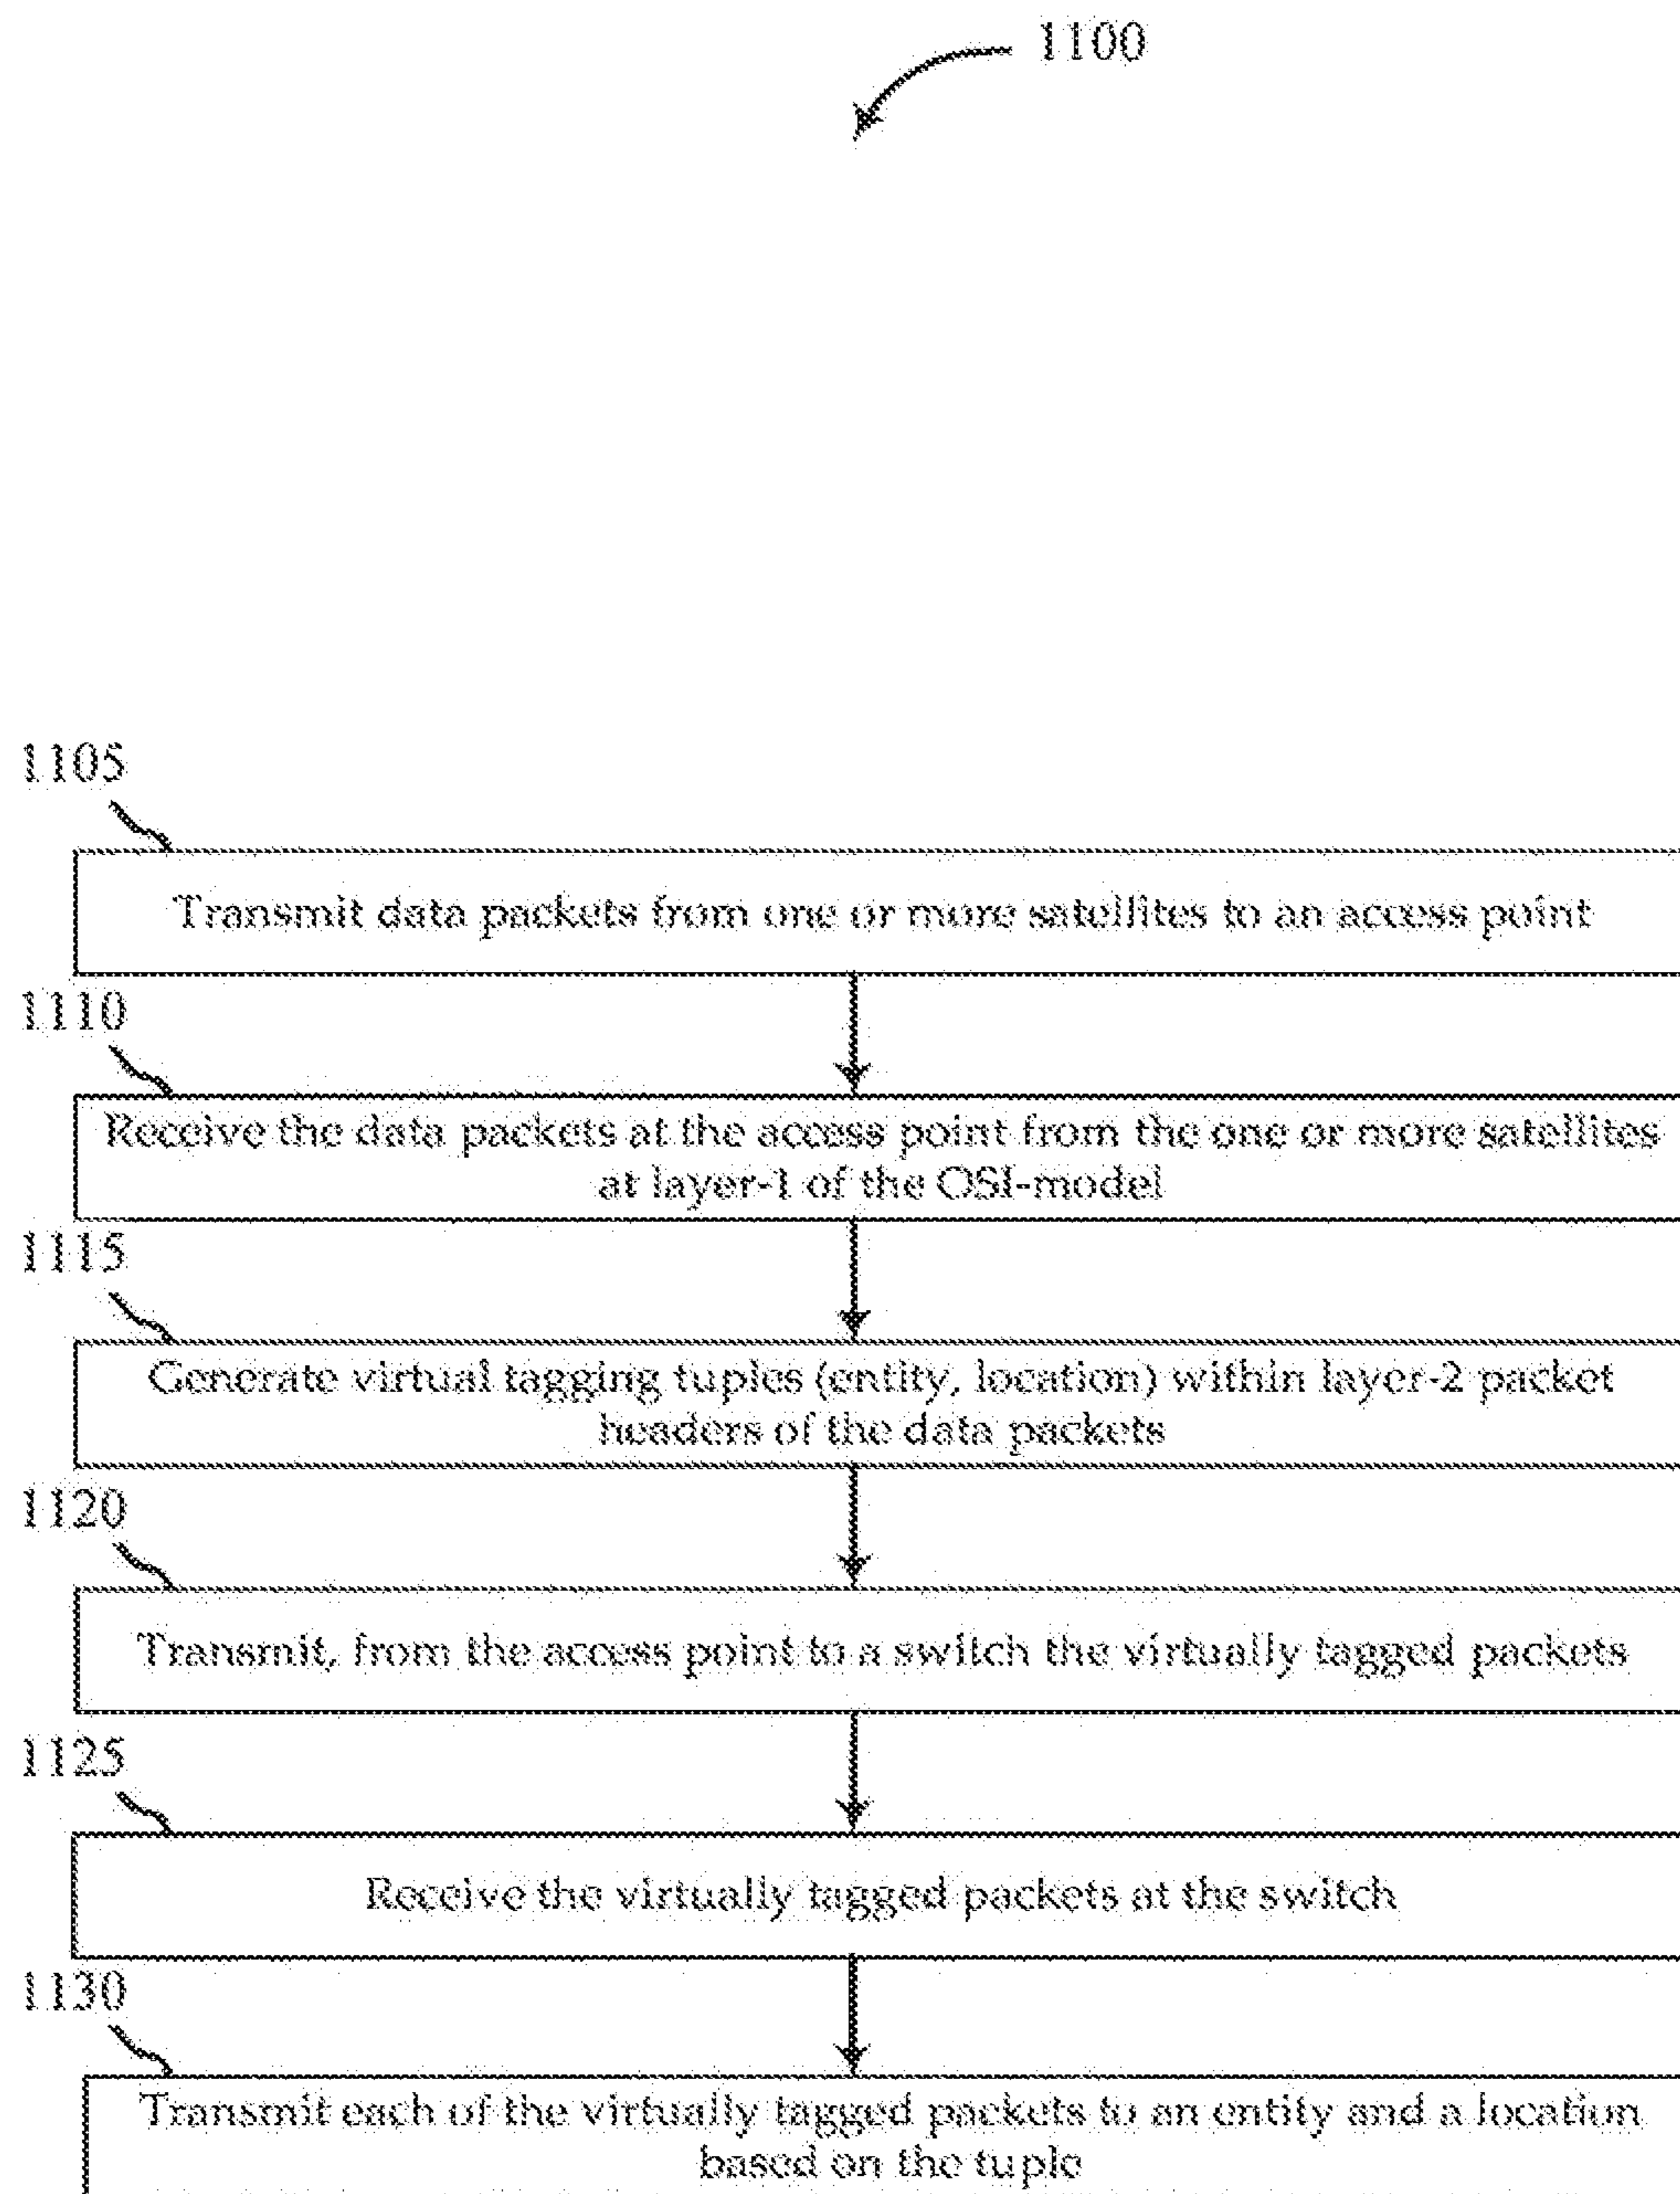 1100
1105
Transmit data packets from one or more satellites to an access point
1110
Receive the data packets at the access point from the one or more satellites
at layer-1 of the OSI-model
1115
Generate virtual tagging tuples (entity, location) within layer-2 packet
headers of the data packets
1120
Transmit, from the access point to a switch the virtually tagged packets
1125
Receive the virtually tagged packets at the switch
1130
Transmit each of the virtually tagged packets to an entity and a location
based on the tuple